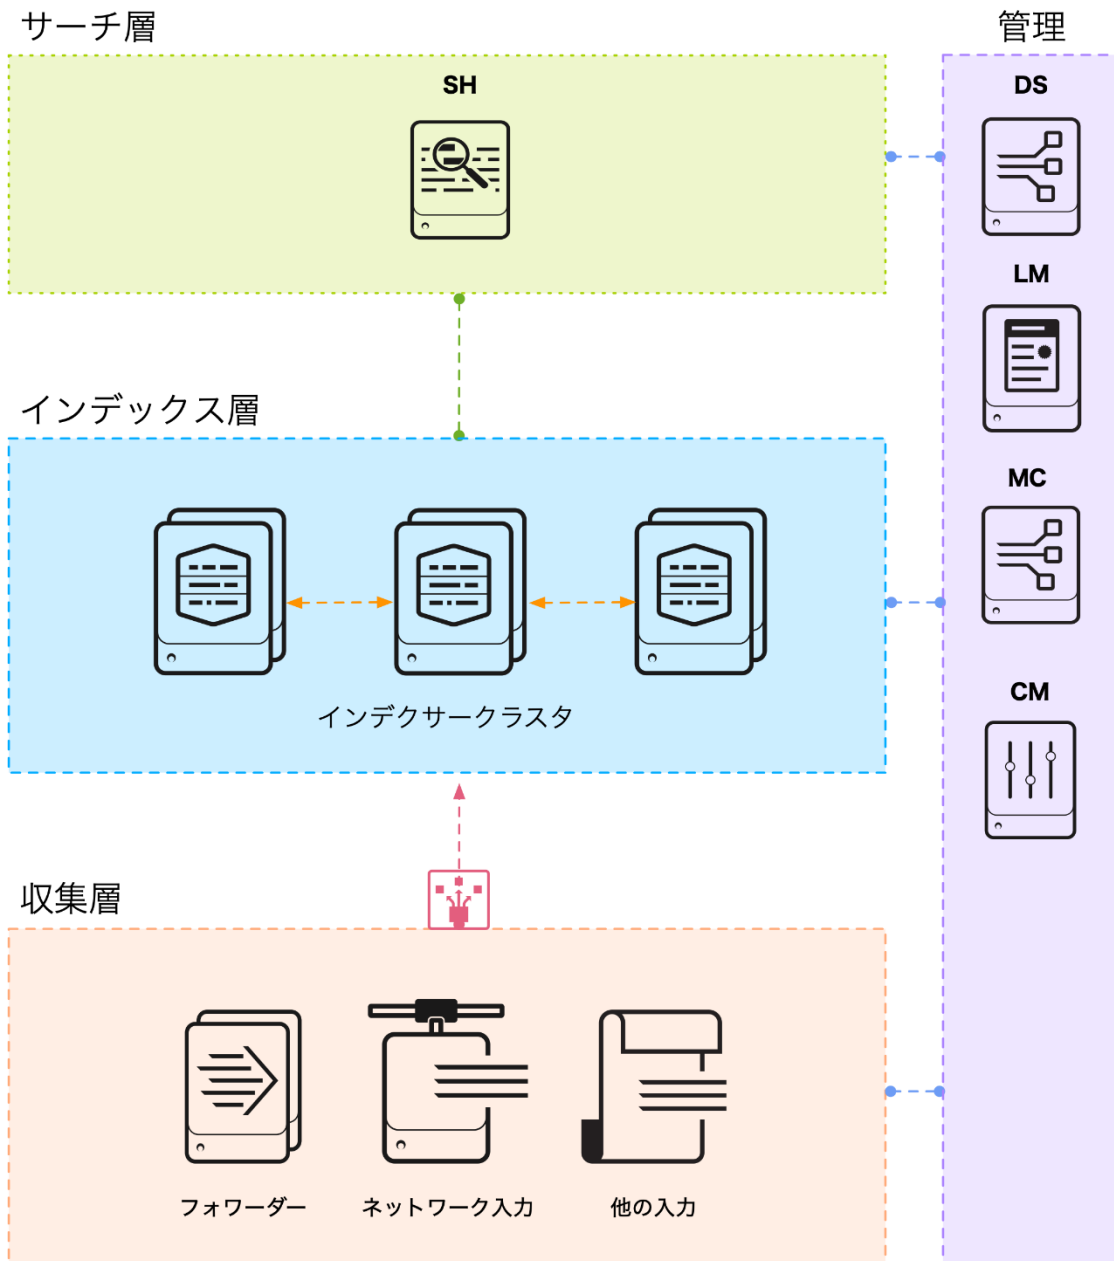 サーチ層
管理
SH
DS
LM
インデックス層
MC
インデクサークラスタ
CM
収集層
フォワーダー
ネットワーク入力
他の入力